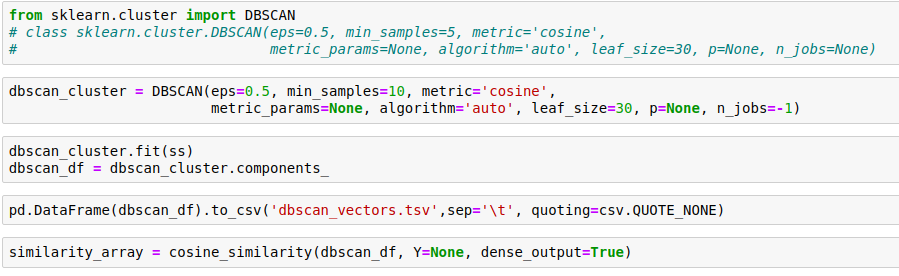 from sklearn.cluster import DBSCAN
# class sklearn.cluster.DBSCAN(eps=0.5, min_samples=5, metric='cosine',
#                              metric_params=None, algorithm='auto', leaf_size=30, p=None, n_jobs=None)
dbscan_cluster = DBSCAN(eps=0.5, min_samples=10, metric='cosine',
                        metric_params=None, algorithm='auto', leaf_size=30, p=None, n_jobs=-1)
dbscan_cluster.fit(ss)
dbscan_df = dbscan_cluster.components_
pd.DataFrame(dbscan_df).to_csv('dbscan_vectors.tsv',sep='\t', quoting=csv.QUOTE_NONE)
similarity_array = cosine_similarity(dbscan_df, Y=None, dense_output=True)